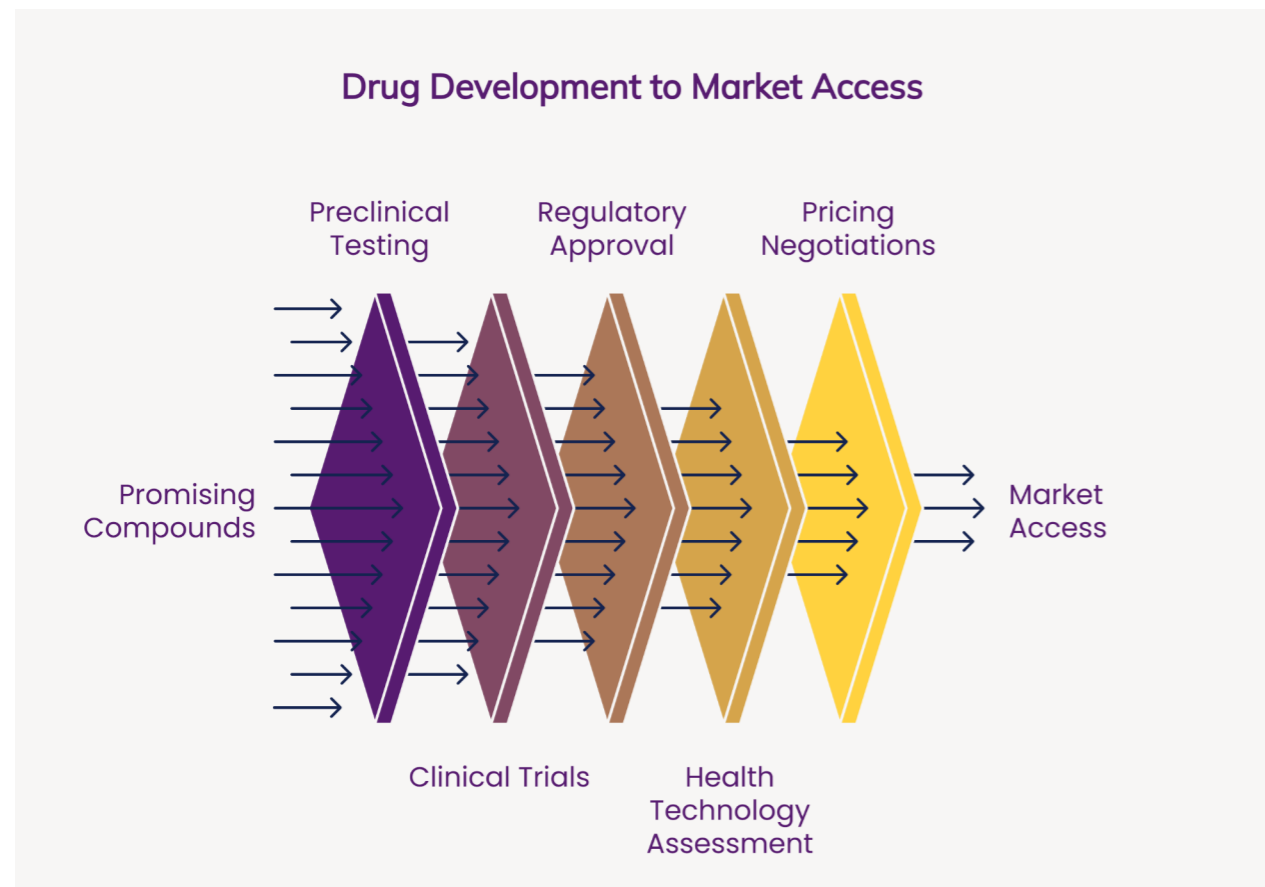 Drug Development to Market Access
Preclinical
Testing
Regulatory
Approval
Pricing
Negotiations
Promising
Compounds
Market
Access
Clinical Trials
Health
Technology
Assessment